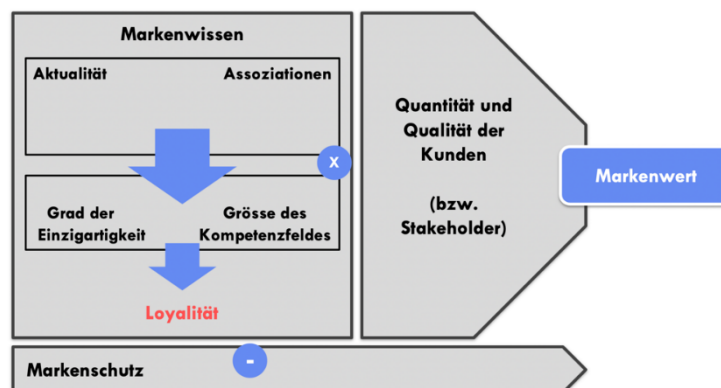 Markenwissen
Aktualität
Assoziationen
x
Grad der
Einzigartigkeit
Grösse des
Kompetenzfeldes
Loyalität
Quantität und
Qualität der
Kunden
(bzw.
Stakeholder)
Markenwert
-
Markenschutz